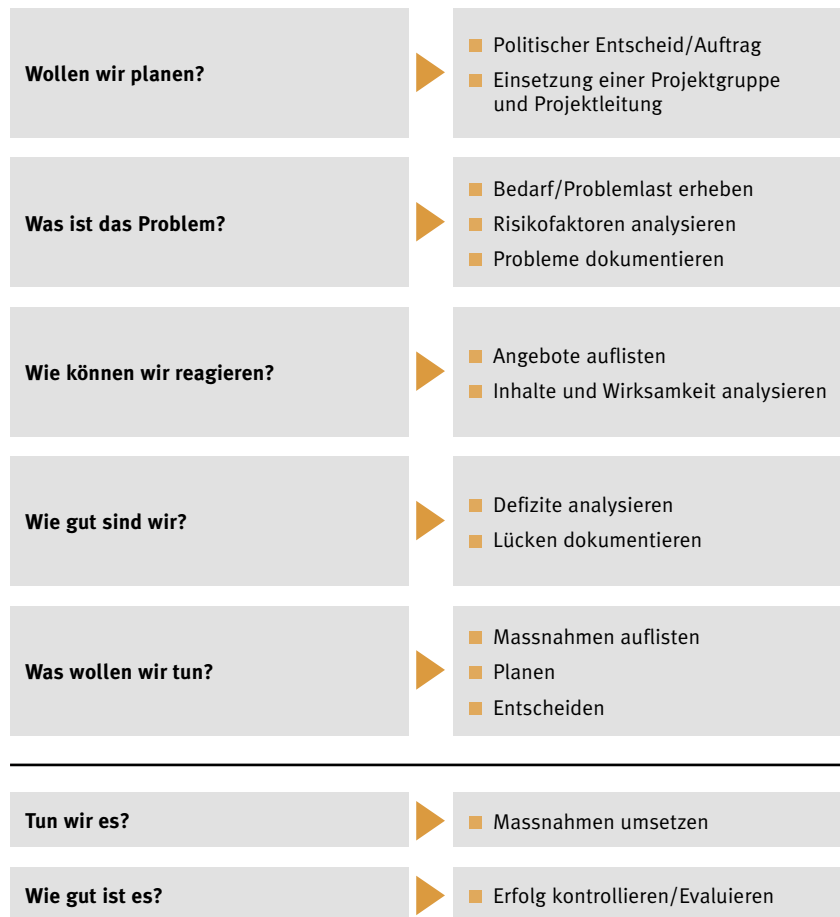 Wollen wir planen?
Politischer Entscheid/Auftrag
Einsetzung einer Projektgruppe
und Projektleitung
Was ist das Problem?
Bedarf/Problemlast erheben
Risikofaktoren analysieren
Probleme dokumentieren
Wie können wir reagieren?
Angebote auflisten
Inhalte und Wirksamkeit analysieren
Wie gut sind wir?
Defizite analysieren
Lücken dokumentieren
Was wollen wir tun?
Massnahmen auflisten
Planen
Entscheiden
Tun wir es?
Massnahmen umsetzen
Wie gut ist es?
Erfolg kontrollieren/Evaluieren